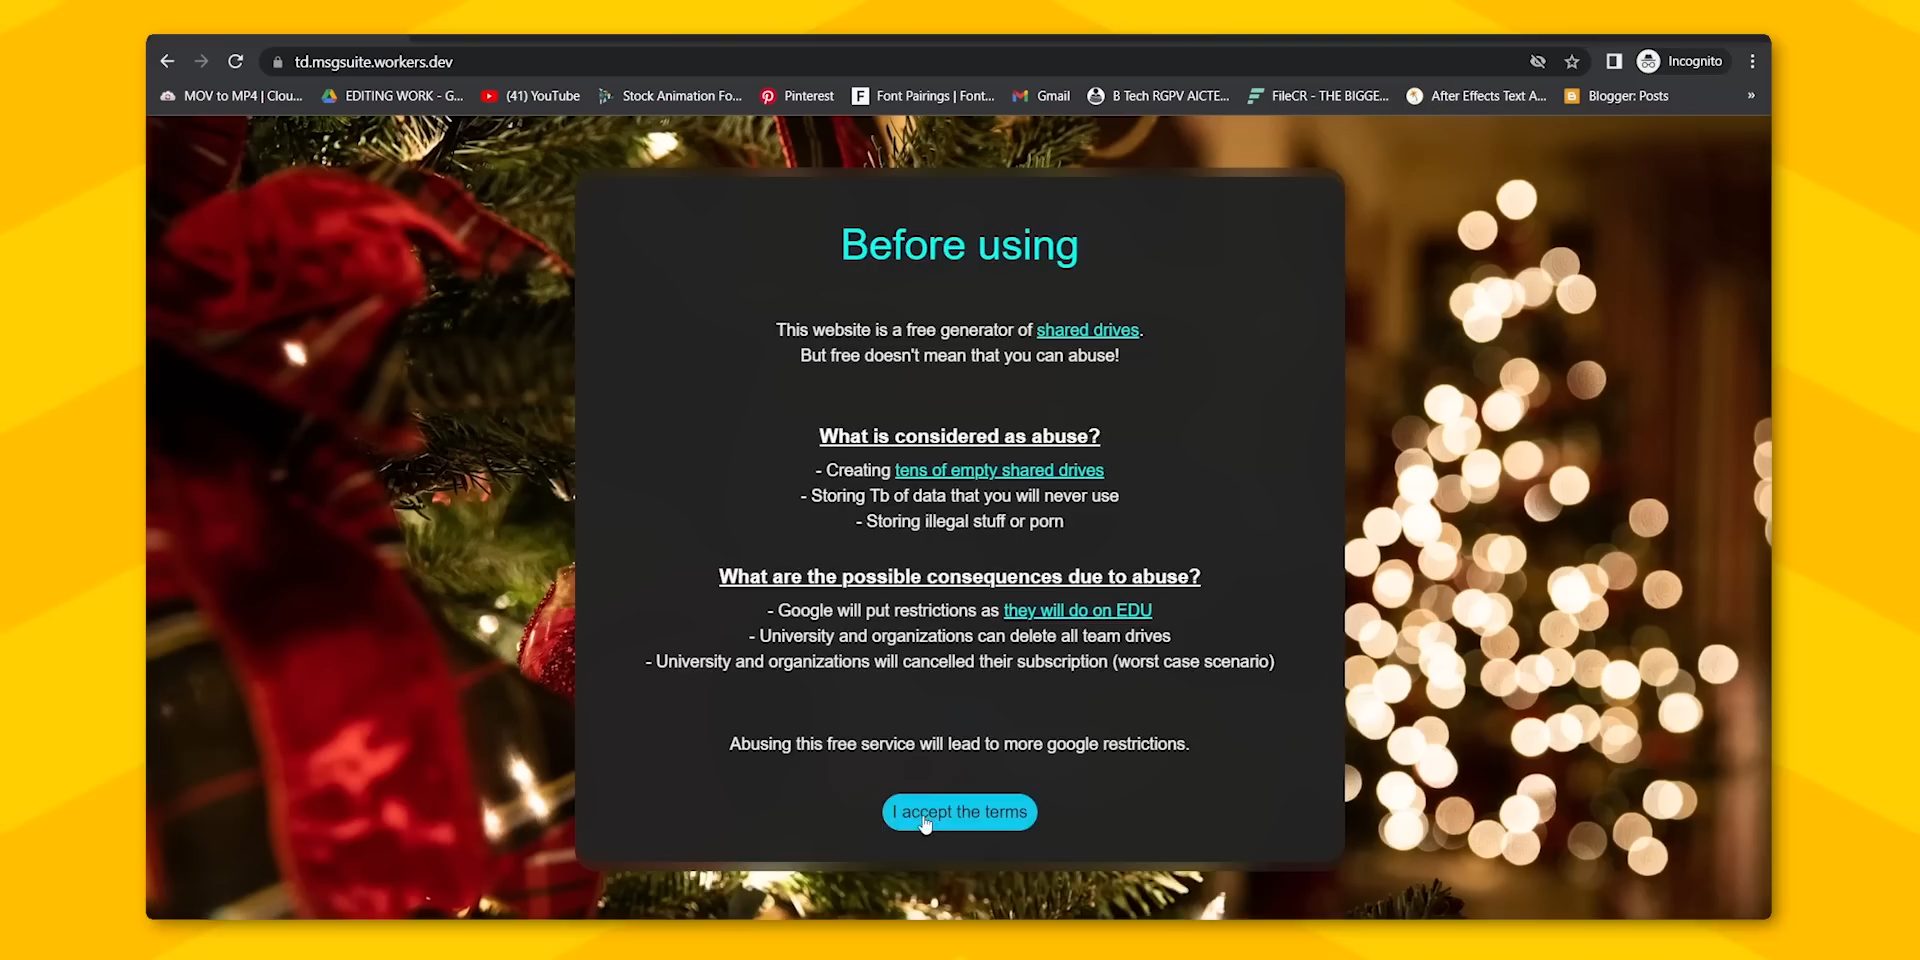 td.msgsuite.workers.dev
Incognito
MOV to MP4 | Clou...
EDITING WORK - G...
(41) YouTube
Stock Animation Fo...
Pinterest
F
Font Pairings | Font...
Gmail
B Tech RGPV AICTE...
FileCR - THE BIGGE...
After Effects Text A...
Blogger: Posts
»
Before using
This website is a free generator of shared drives.
But free doesn't mean that you can abuse!
What is considered as abuse?
- Creating tens of empty shared drives
- Storing Tb of data that you will never use
- Storing illegal stuff or porn
What are the possible consequences due to abuse?
- Google will put restrictions as they will do on EDU
- University and organizations can delete all team drives
- University and organizations will cancelled their subscription (worst case scenario)
Abusing this free service will lead to more google restrictions.
I accept the terms